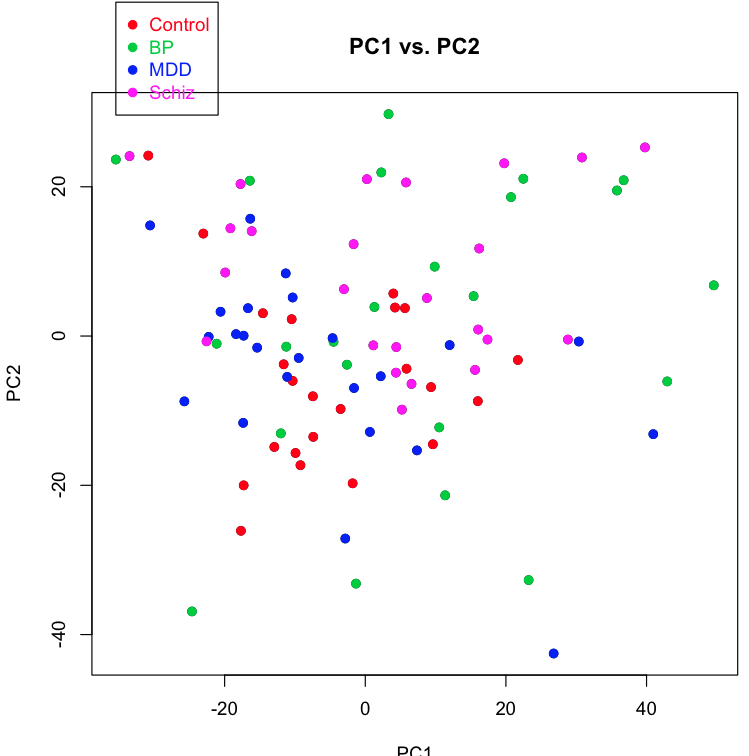 Control
BP
MDD
Schiz
PC1 vs. PC2
20
0
-20
-40
PC2
-20
0
20
40
PC1